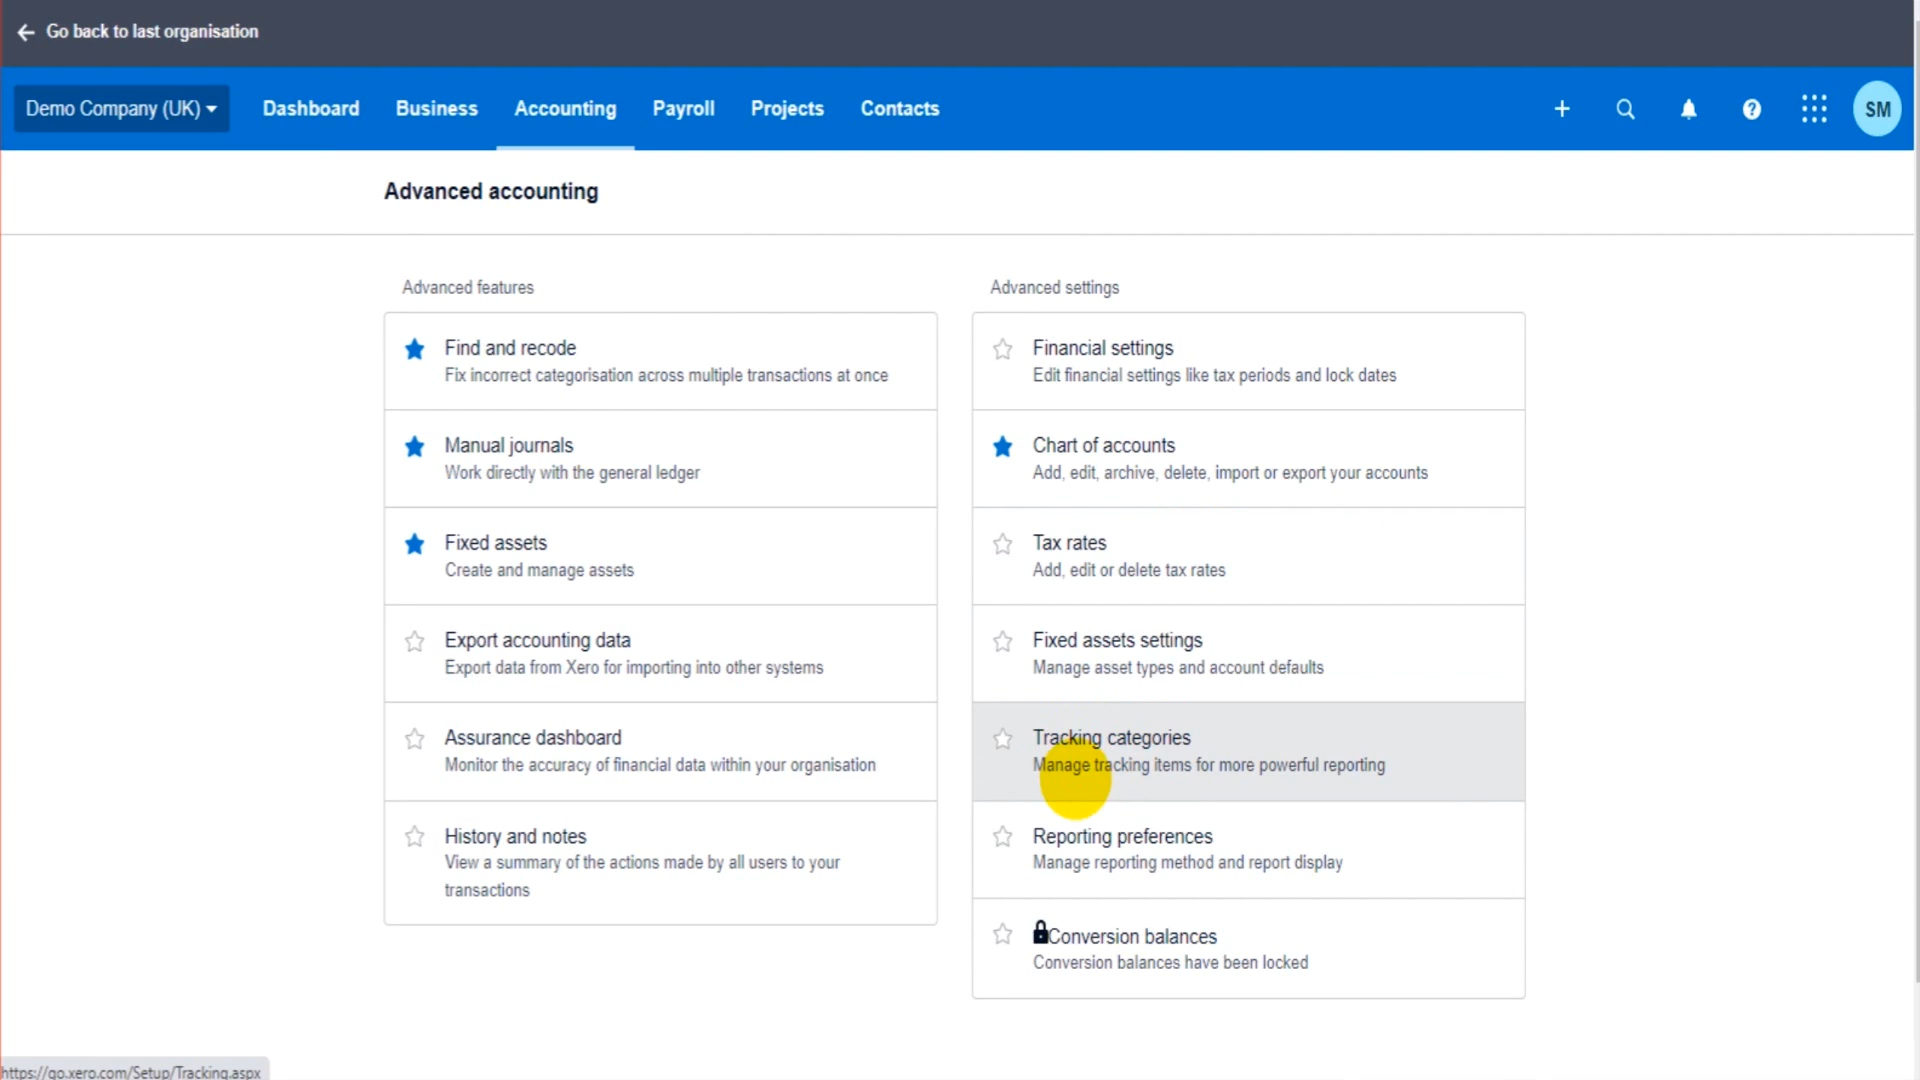 Go back to last organisation
Demo Company (UK)
Dashboard
Business
Accounting
Payroll
Projects
Contacts
SM
Advanced accounting
Advanced features
Find and recode
Fix incorrect categorisation across multiple transactions at once
Manual journals
Work directly with the general ledger
Fixed assets
Create and manage assets
Export accounting data
Export data from Xero for importing into other systems
Assurance dashboard
Monitor the accuracy of financial data within your organisation
History and notes
View a summary of the actions made by all users to your
transactions
Advanced settings
Financial settings
Edit financial settings like tax periods and lock dates
Chart of accounts
Add, edit, archive, delete, import or export your accounts
Tax rates
Add, edit or delete tax rates
Fixed assets settings
Manage asset types and account defaults
Tracking categories
Manage tracking items for more powerful reporting
Reporting preferences
Manage reporting method and report display
Conversion balances
Conversion balances have been locked
https://go.xero.com/Setup/Tracking.aspx